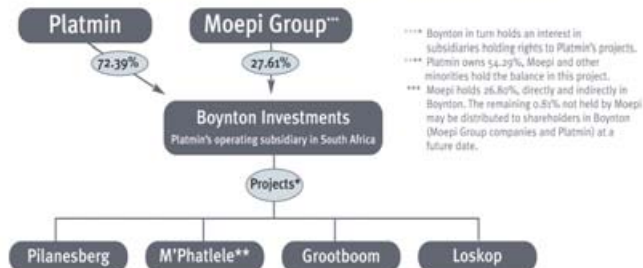 Platmin
Moepi Group***
72.39%
27.61%
Boynton Investments
Platmin's operating subsidiary in South Africa
Projects*
Pilanesberg
M'Phatlele**
Grootboom
Loskop
* Boynton in turn holds an interest in
subsidiaries holding rights to Platmin's projects.
** Platmin owns 54.29%, Moepi and other
minorities hold the balance in this project.
*** Moepi holds 26.80%, directly and indirectly in
Boynton. The remaining 0.81% not held by Moepi
may be distributed to shareholders in Boynton
(Moepi Group companies and Platmin) at a
future date.